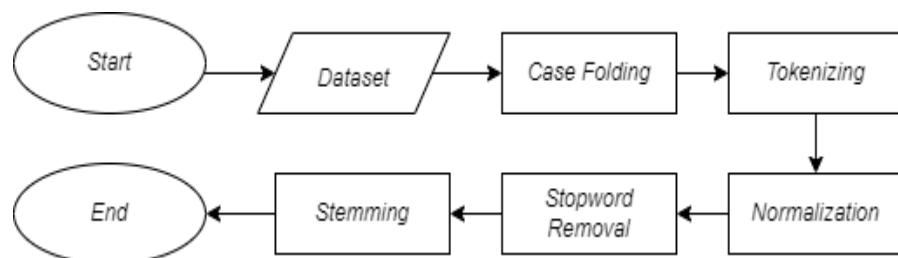 Start
Dataset
Case Folding
Tokenizing
Normalization
Stopword
Removal
Stemming
End